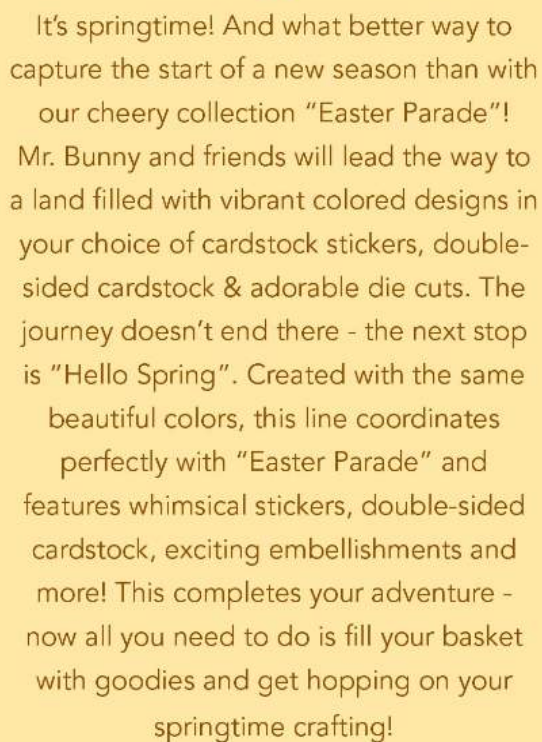 It's springtime! And what better way to
capture the start of a new season than with
our cheery collection "Easter Parade"!
Mr. Bunny and friends will lead the way to
a land filled with vibrant colored designs in
your choice of cardstock stickers, double-
sided cardstock & adorable die cuts. The
journey doesn't end there - the next stop
is "Hello Spring". Created with the same
beautiful colors, this line coordinates
perfectly with "Easter Parade" and
features whimsical stickers, double-sided
cardstock, exciting embellishments and
more! This completes your adventure -
now all you need to do is fill your basket
with goodies and get hopping on your
springtime crafting!